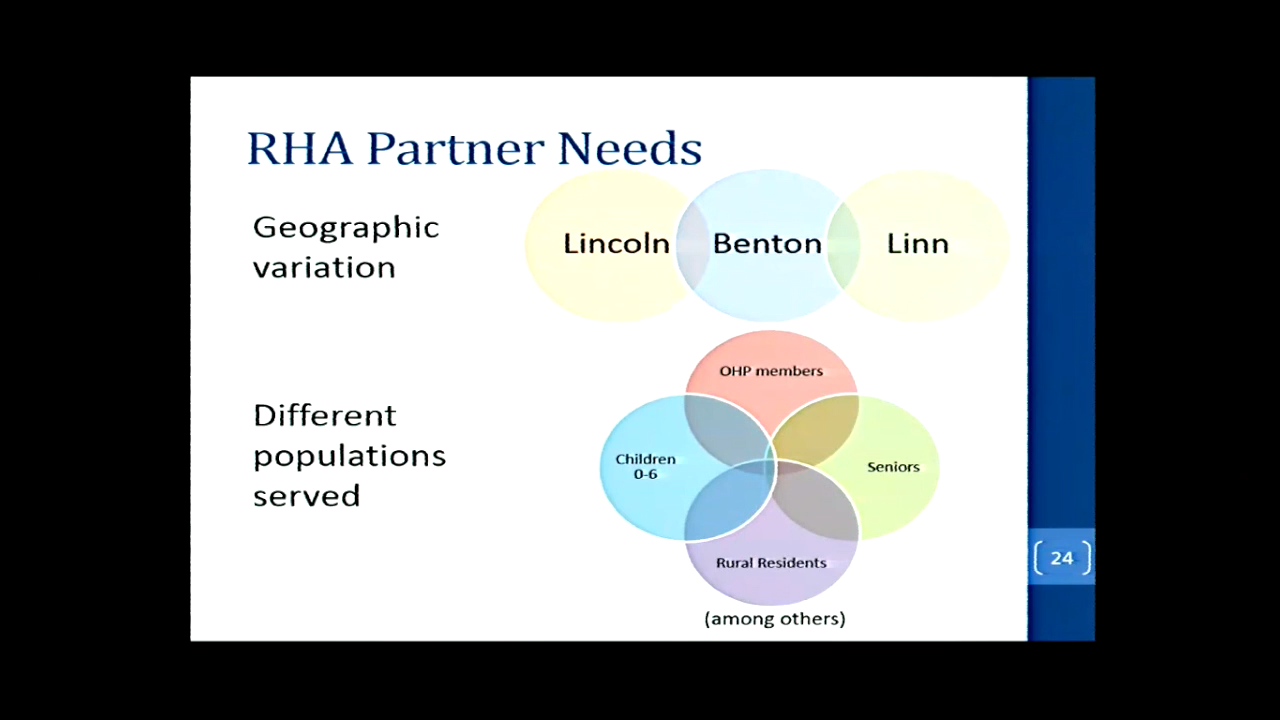 RHA Partner Needs
Geographic
variation
Lincoln
Benton
Linn
Different
populations
served
OHP members
Children
0-6
Seniors
Rural Residents
(among others)
24